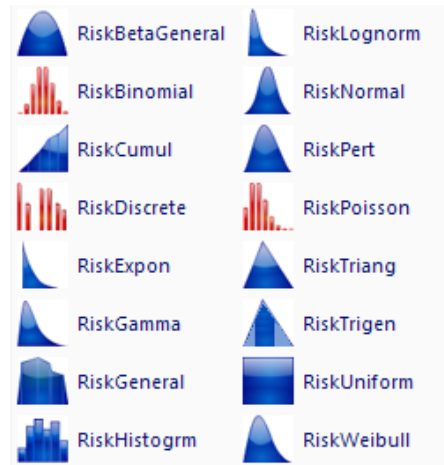 RiskBetaGeneral
RiskBinomial
RiskCumul
RiskDiscrete
RiskExpon
RiskGamma
RiskGeneral
RiskHistogrm
RiskLognorm
RiskNormal
RiskPert
RiskPoisson
RiskTriang
RiskTrigen
RiskUniform
RiskWeibull